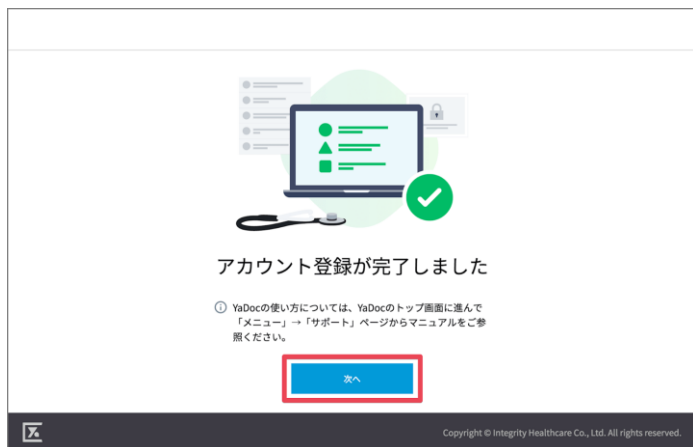 アカウント登録が完了しました
YaDocの使い方については、YaDocのトップ画面に進んで
「メニュー」→「サポート」ページからマニュアルをご参
照ください。
次へ
Copyright © Integrity Healthcare Co., Ltd. All rights reserved.